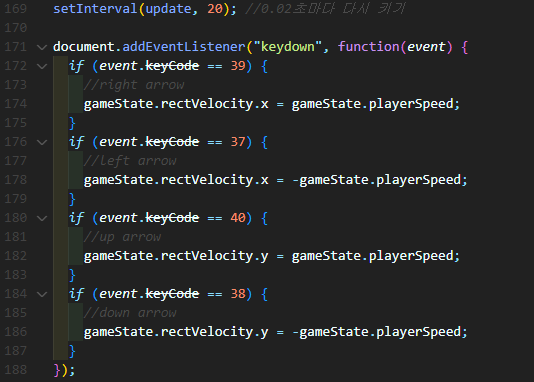 169 setInterval(update, 20); //0.02초마다 다시 키기
170
171 document.addEventListener("keydown", function(event) {
172 if (event.keyCode == 39) {
173 //right arrow
174 gameState.rectVelocity.x = gameState.playerSpeed;
175 }
176 if (event.keyCode == 37) {
177 //left arrow
178 gameState.rectVelocity.x = -gameState.playerSpeed;
179 }
180 if (event.keyCode == 40) {
181 //up arrow
182 gameState.rectVelocity.y = gameState.playerSpeed;
183 }
184 if (event.keyCode == 38) {
185 //down arrow
186 gameState.rectVelocity.y = -gameState.playerSpeed;
187 }
188 });